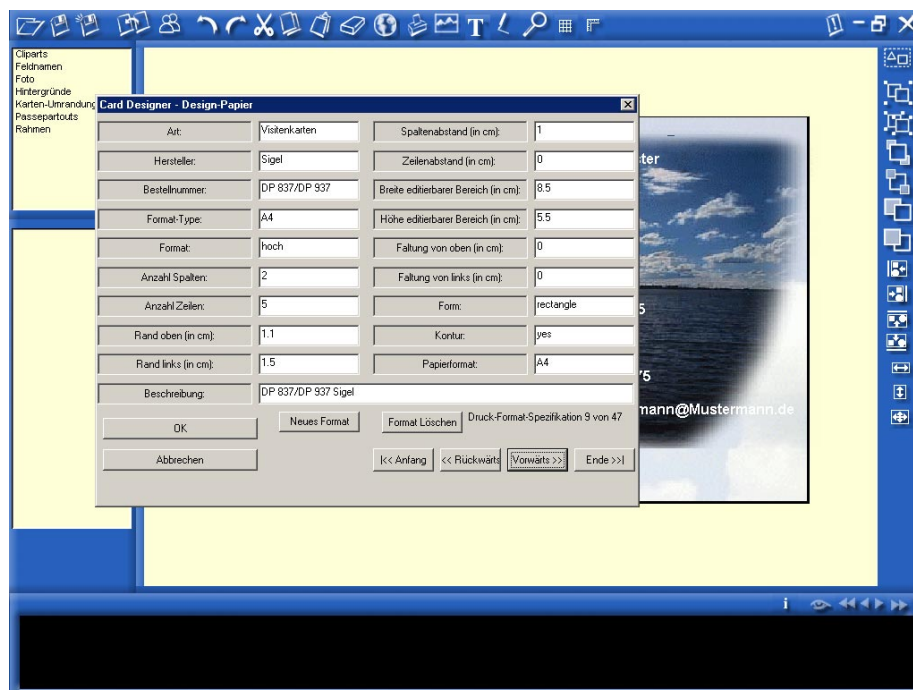 Cliparts
Feldnamen
Foto
Hintergründe
Karten-Umrandung
Passepartouts
Rahmen
Card Designer - Design-Papier
Art: Visitenkarten Spaltenabstand (in cm): 1
Hersteller: Sigel Zeilenabstand (in cm): 0
Bestellnummer: DP 837/DP 937 Breite editierbarer Bereich (in cm): 8.5
Format-Type: A4 Höhe editierbarer Bereich (in cm): 5.5
Format: hoch Faltung von oben (in cm): 0
Anzahl Spalten: 2 Faltung von links (in cm): 0
Anzahl Zeilen: 5 Form: rectangle
Rand oben (in cm): 1.1 Kontur: yes
Rand links (in cm): 1.5 Papierformat: A4
Beschreibung: DP 837/DP 937 Sigel
OK Neues Format Format Löschen Druck-Format-Spezifikation 9 von 47
Abbrechen |<< Anfang << Rückwärts Vorwärts >> Ende >>|
ster
5
75
mann@Mustermann.de